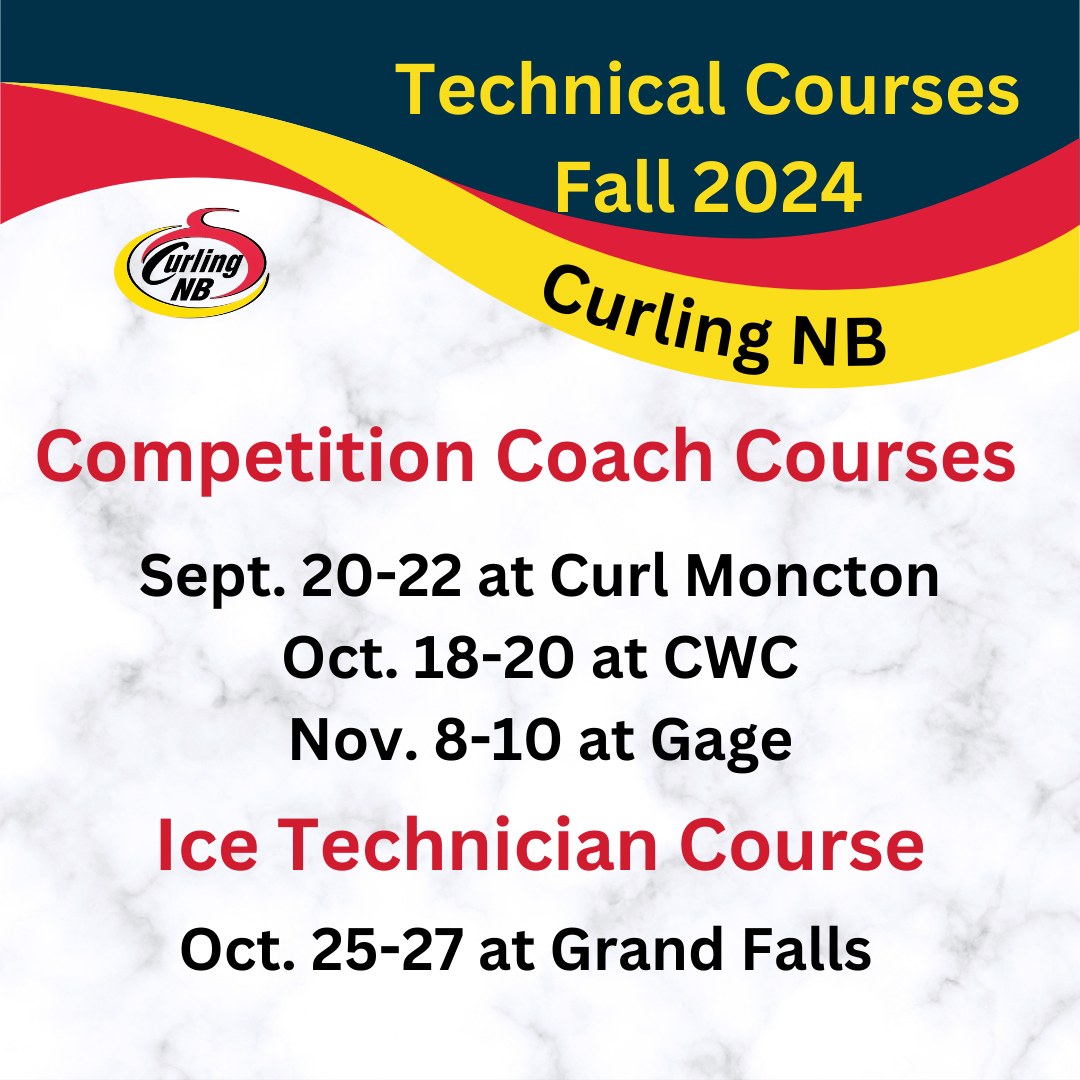 Technical Courses
Fall 2024
Curling
NB
Curling NB
Competition Coach Courses
Sept. 20-22 at Curl Moncton
Oct. 18-20 at CWC
Nov. 8-10 at Gage
Ice Technician Course
Oct. 25-27 at Grand Falls